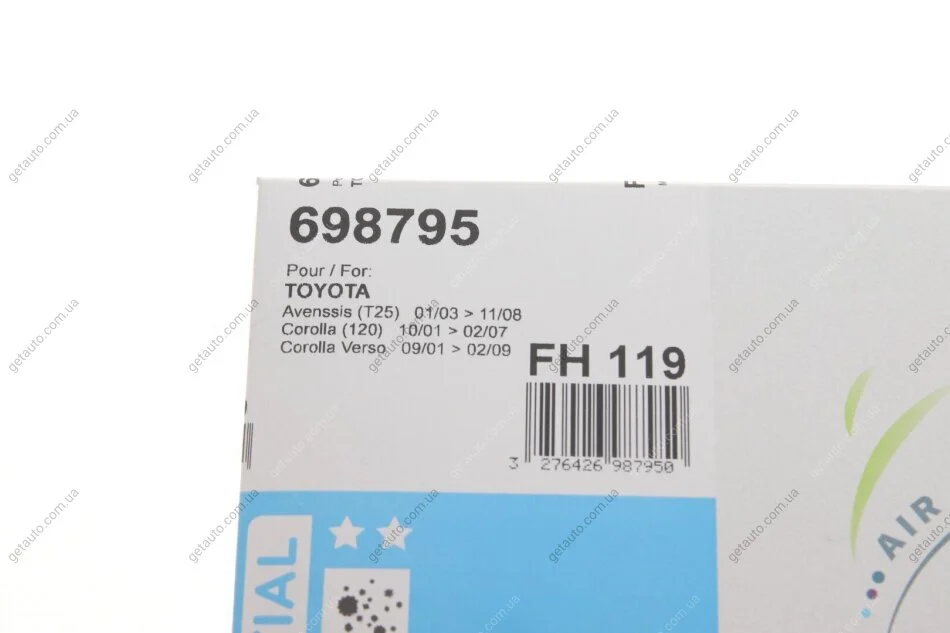 698795
Pour / For:
TOYOTA
Avenssis (T25) 01/03 > 11/08
Corolla (120) 10/01 > 02/07
Corolla Verso 09/01 > 02/09
FH 119
3 276426 987950
AIR
TIAL
getauto.com.ua